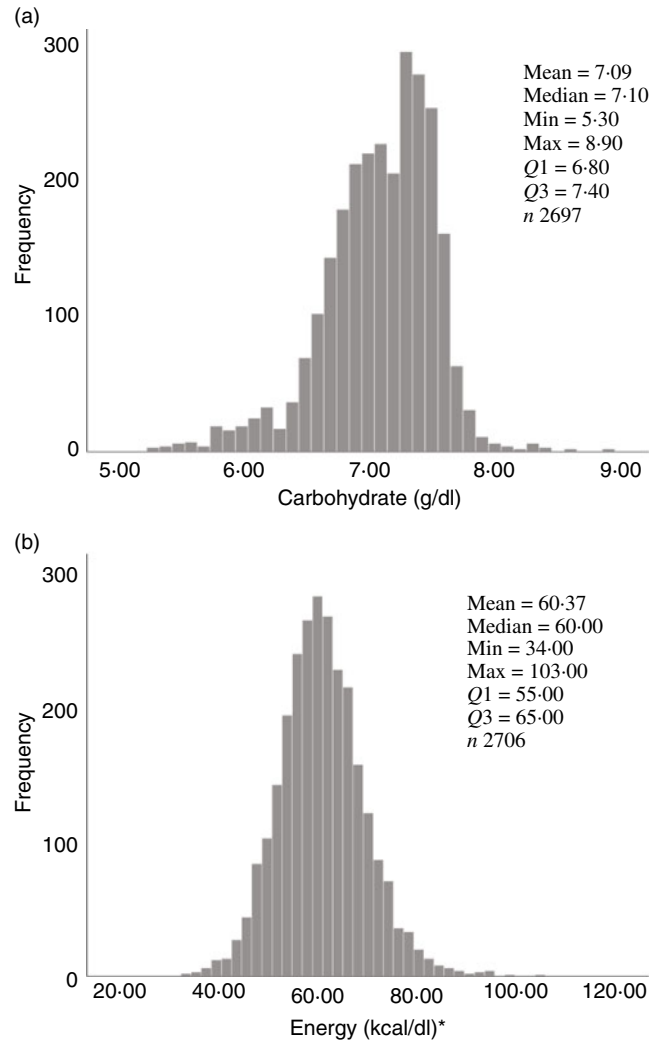 (a)
300
200
100
0
Frequency
5·00 6·00 7·00 8·00 9·00
Carbohydrate (g/dl)
Mean = 7·09
Median = 7·10
Min = 5·30
Max = 8·90
Q1 = 6·80
Q3 = 7·40
n 2697
(b)
300
200
100
0
Frequency
20·00 40·00 60·00 80·00 100·00 120·00
Energy (kcal/dl)*
Mean = 60·37
Median = 60·00
Min = 34·00
Max = 103·00
Q1 = 55·00
Q3 = 65·00
n 2706